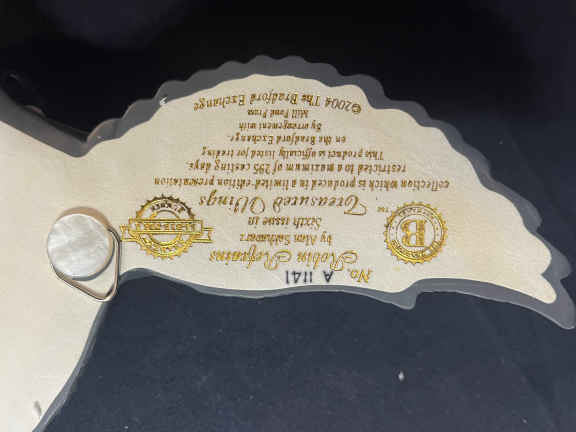 No. A 1141
Robin Refrains
by Alan Sakhavarz
Sixth issue in
Treasured Wings™
collection which is produced in a limited-edition presentation
restricted to a maximum of 295 casting days.
This product is officially listed for trading
on the Bradford Exchange.
By arrangement with
Mill Pond Press
©2004 The Bradford Exchange
B